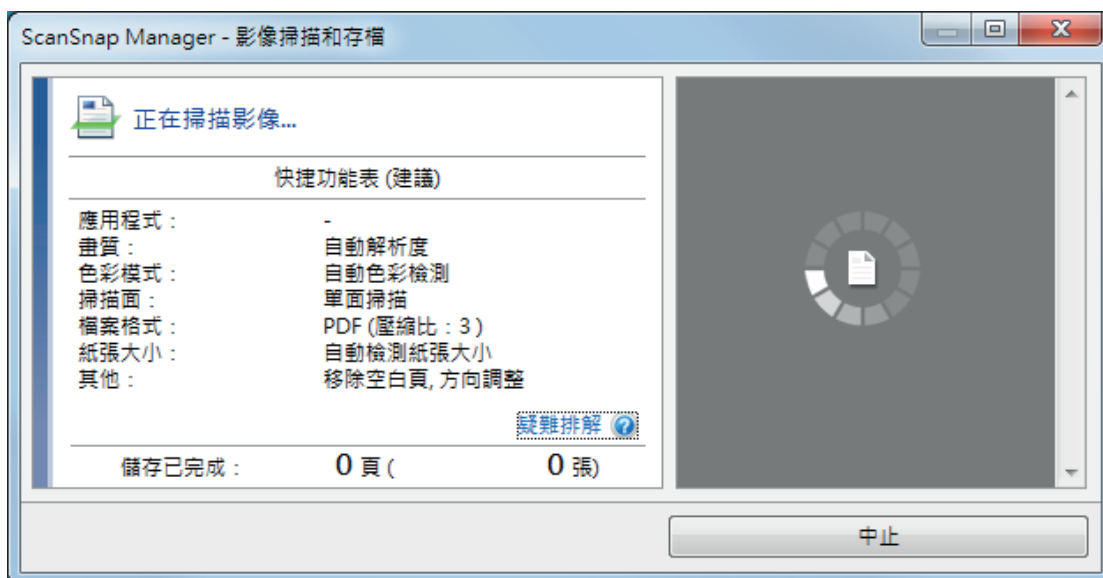 ScanSnap Manager - 影像掃描和存檔
正在掃描影像...
快捷功能表 (建議)
應用程式： -
畫質： 自動解析度
色彩模式： 自動色彩檢測
掃描面： 單面掃描
檔案格式： PDF (壓縮比：3)
紙張大小： 自動檢測紙張大小
其他： 移除空白頁, 方向調整
疑難排解
儲存已完成： 0 頁 ( 0 張)
中止